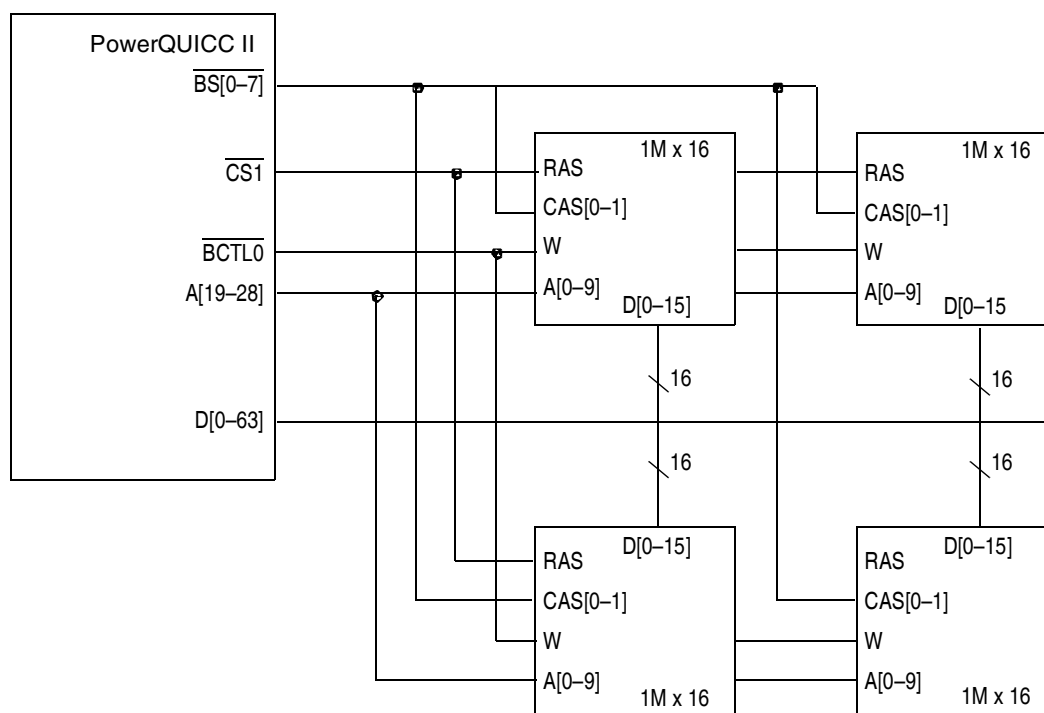 PowerQUICC II
BS[0–7]
CS1
BCTL0
A[19–28]
D[0–63]
1M x 16
RAS
CAS[0–1]
W
A[0–9]
D[0–15]
1M x 16
RAS
CAS[0–1]
W
A[0–9]
D[0–15
16
16
16
16
D[0–15]
RAS
CAS[0–1]
W
A[0–9]
1M x 16
D[0–15]
RAS
CAS[0–1]
W
A[0–9]
1M x 16